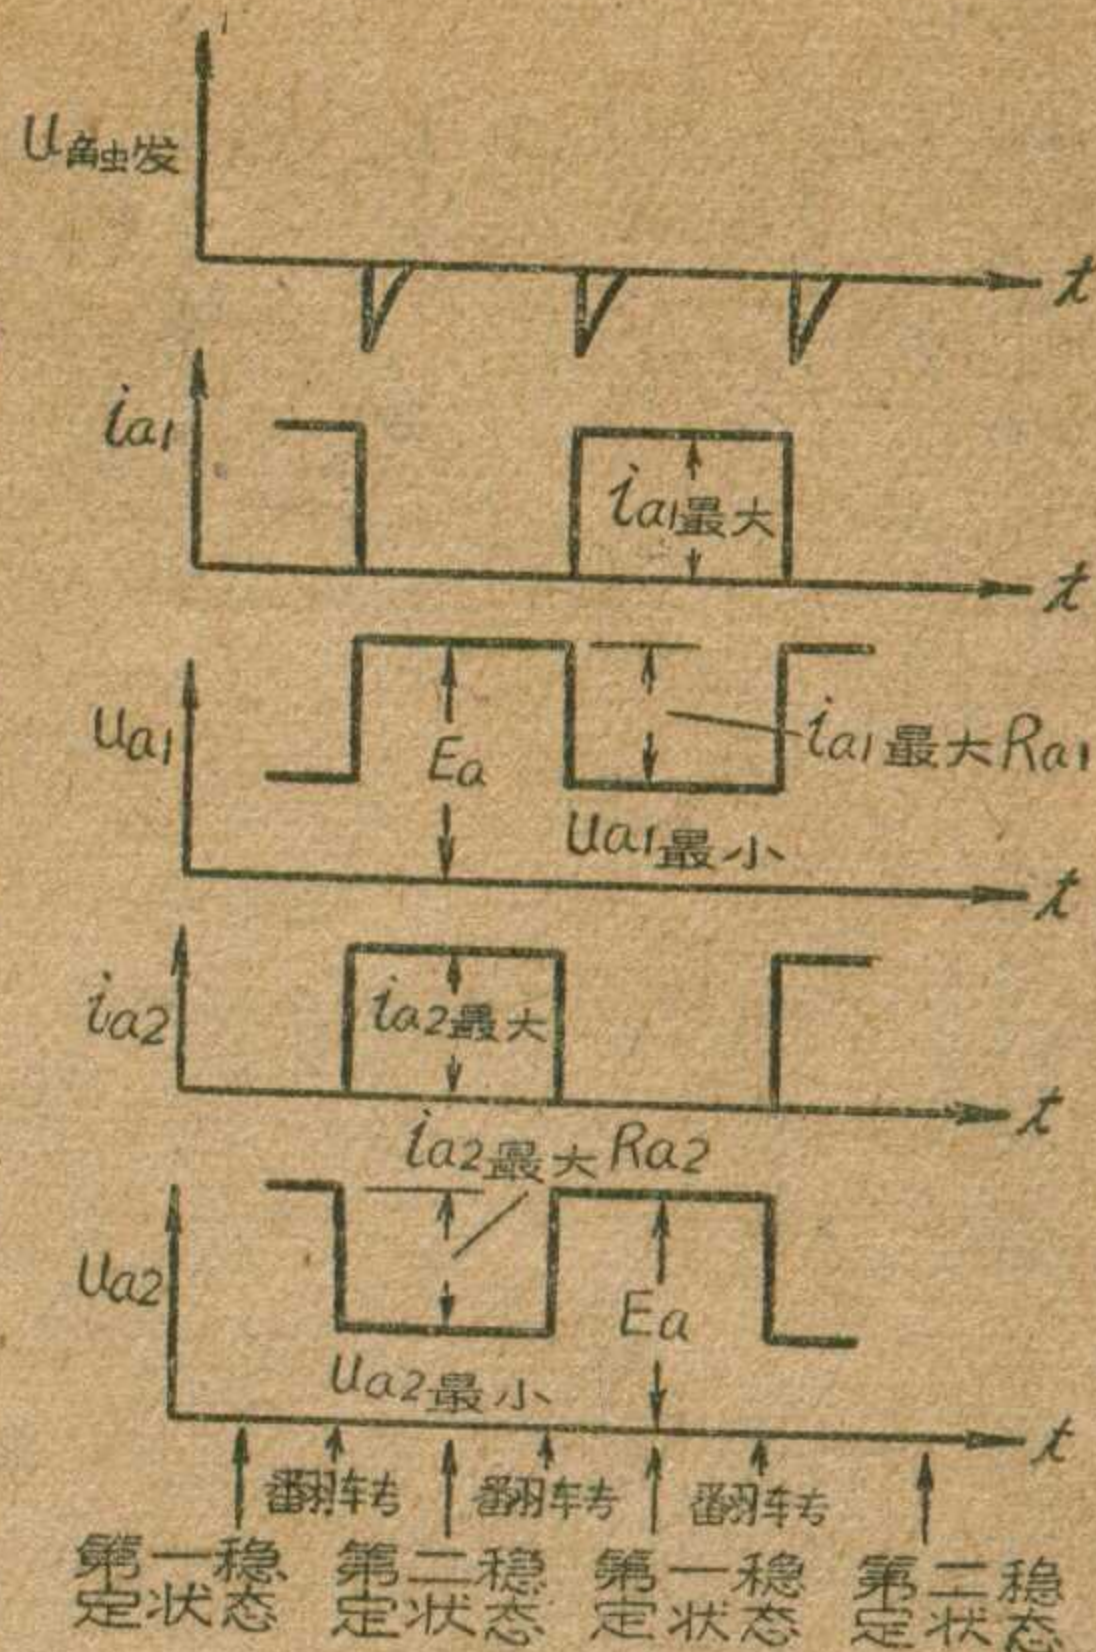 U触发
t
ia1
ia1最大
t
ua1
Ea
ia1最大Ra1
Ua1最小
t
ia2
ia2最大
t
ia2最大Ra2
ua2
Ea
ua2最小
t
翻转 翻转 翻转
第一稳 第二稳 第一稳 第二稳
定状态 定状态 定状态 定状态